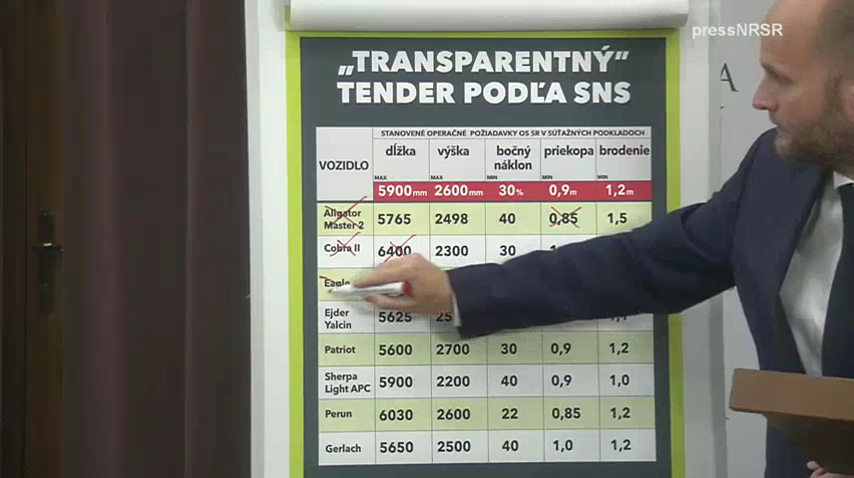 pressNRSR
„TRANSPARENTNÝ“
TENDER PODĽA SNS
STANOVENÉ OPERAČNÉ POŽIADAVKY OS SR V SÚŤAŽNÝCH PODKLADOCH
VOZIDLO dĺžka výška bočný náklon priekopa brodenie
MAX MAX MIN MIN MIN
5900mm 2600mm 30% 0,9m 1,2m
Alligator Master 2 5765 2498 40 0,85 1,5
Cobra II 6400 2300 30
Eagle
Ejder Yalcin 5625
Patriot 5600 2700 30 0,9 1,2
Sherpa Light APC 5900 2200 40 0,9 1,0
Perun 6030 2600 22 0,85 1,2
Gerlach 5650 2500 40 1,0 1,2
A